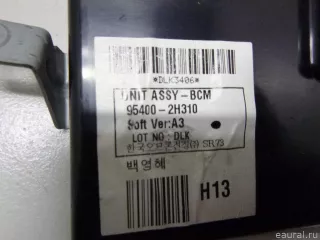 *DLK3406*
UNIT ASSY-BCM
95400-2H310
Soft Ver:A3
LOT NO: DLK
백영혜
H13
eaural.ru